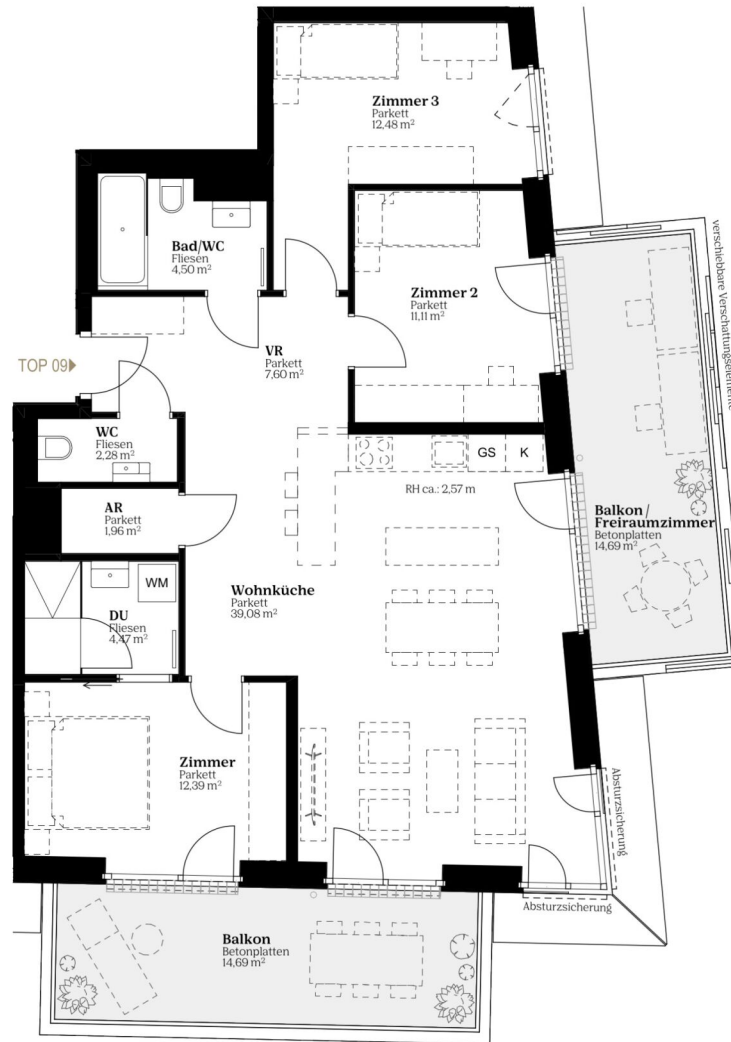 Zimmer 3
Parkett
12,48 m²
verschiebbare Verschattungselemente
Bad/WC
Fliesen
4,50 m²
Zimmer 2
Parkett
11,11 m²
VR
Parkett
7,60 m²
TOP 09
WC
Fliesen
2,28 m²
GS
K
RH ca.: 2,57 m
AR
Parkett
1,96 m²
Balkon/
Freiraumzimmer
Betonplatten
14,69 m²
WM
DU
Fliesen
4,47 m²
Wohnküche
Parkett
39,08 m²
Zimmer
Parkett
12,39 m²
Absturzsicherung
Absturzsicherung
Balkon
Betonplatten
14,69 m²